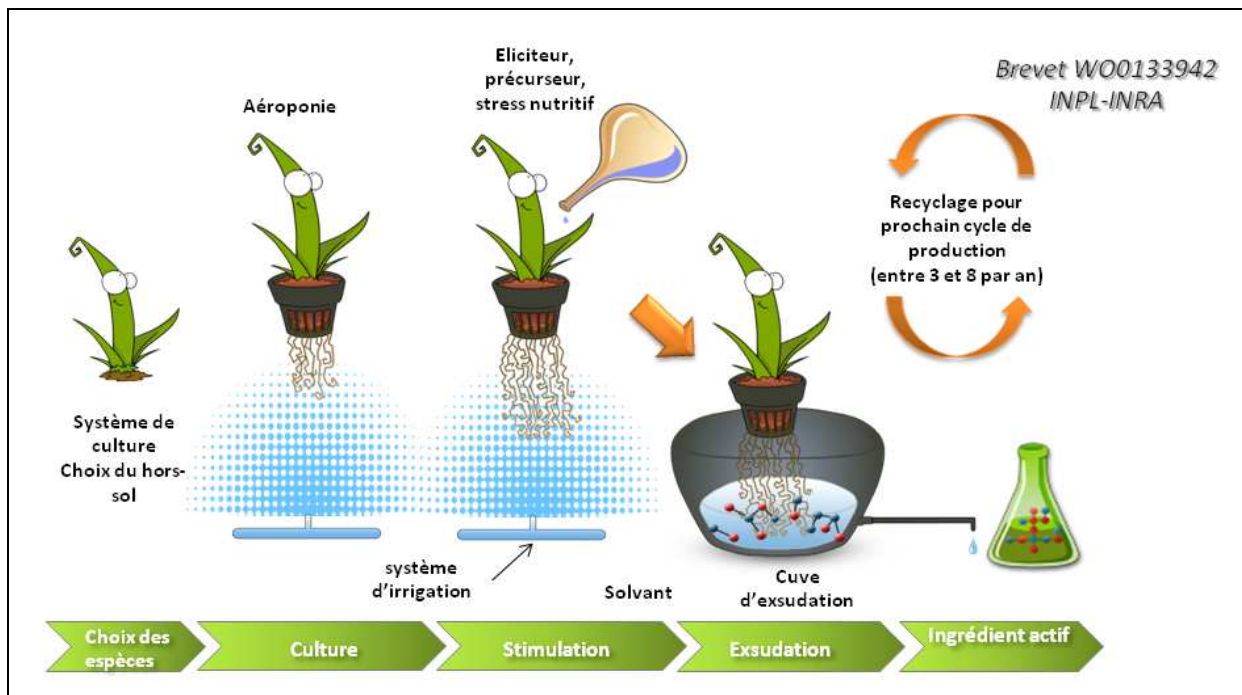 Brevet WO0133942
INPL-INRA
Eliciteur,
précurseur,
stress nutritif
Aéroponie
Recyclage pour
prochain cycle de
production
(entre 3 et 8 par an)
Système de
culture
Choix du hors-
sol
système
d'irrigation
Solvant
Cuve
d'exsudation
Choix des
espèces
Culture
Stimulation
Exsudation
Ingrédient actif